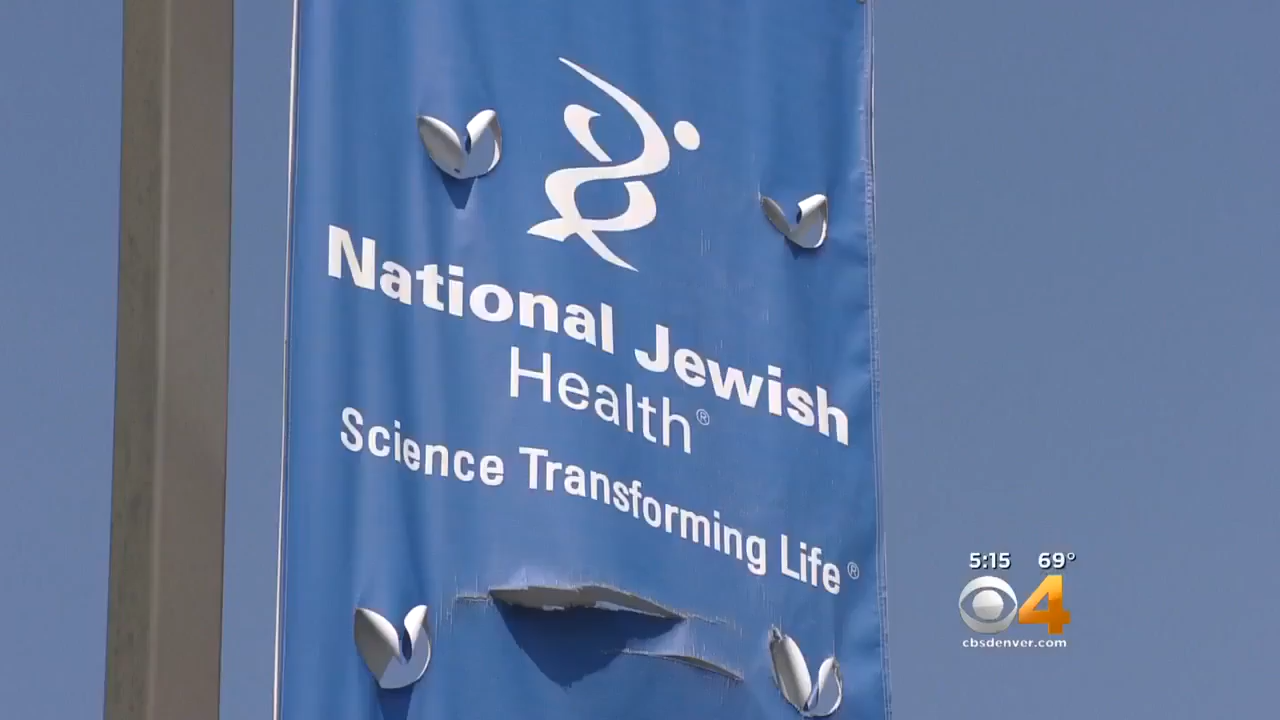 National Jewish
Health®
Science Transforming Life®
5:15 69°
4
cbsdenver.com